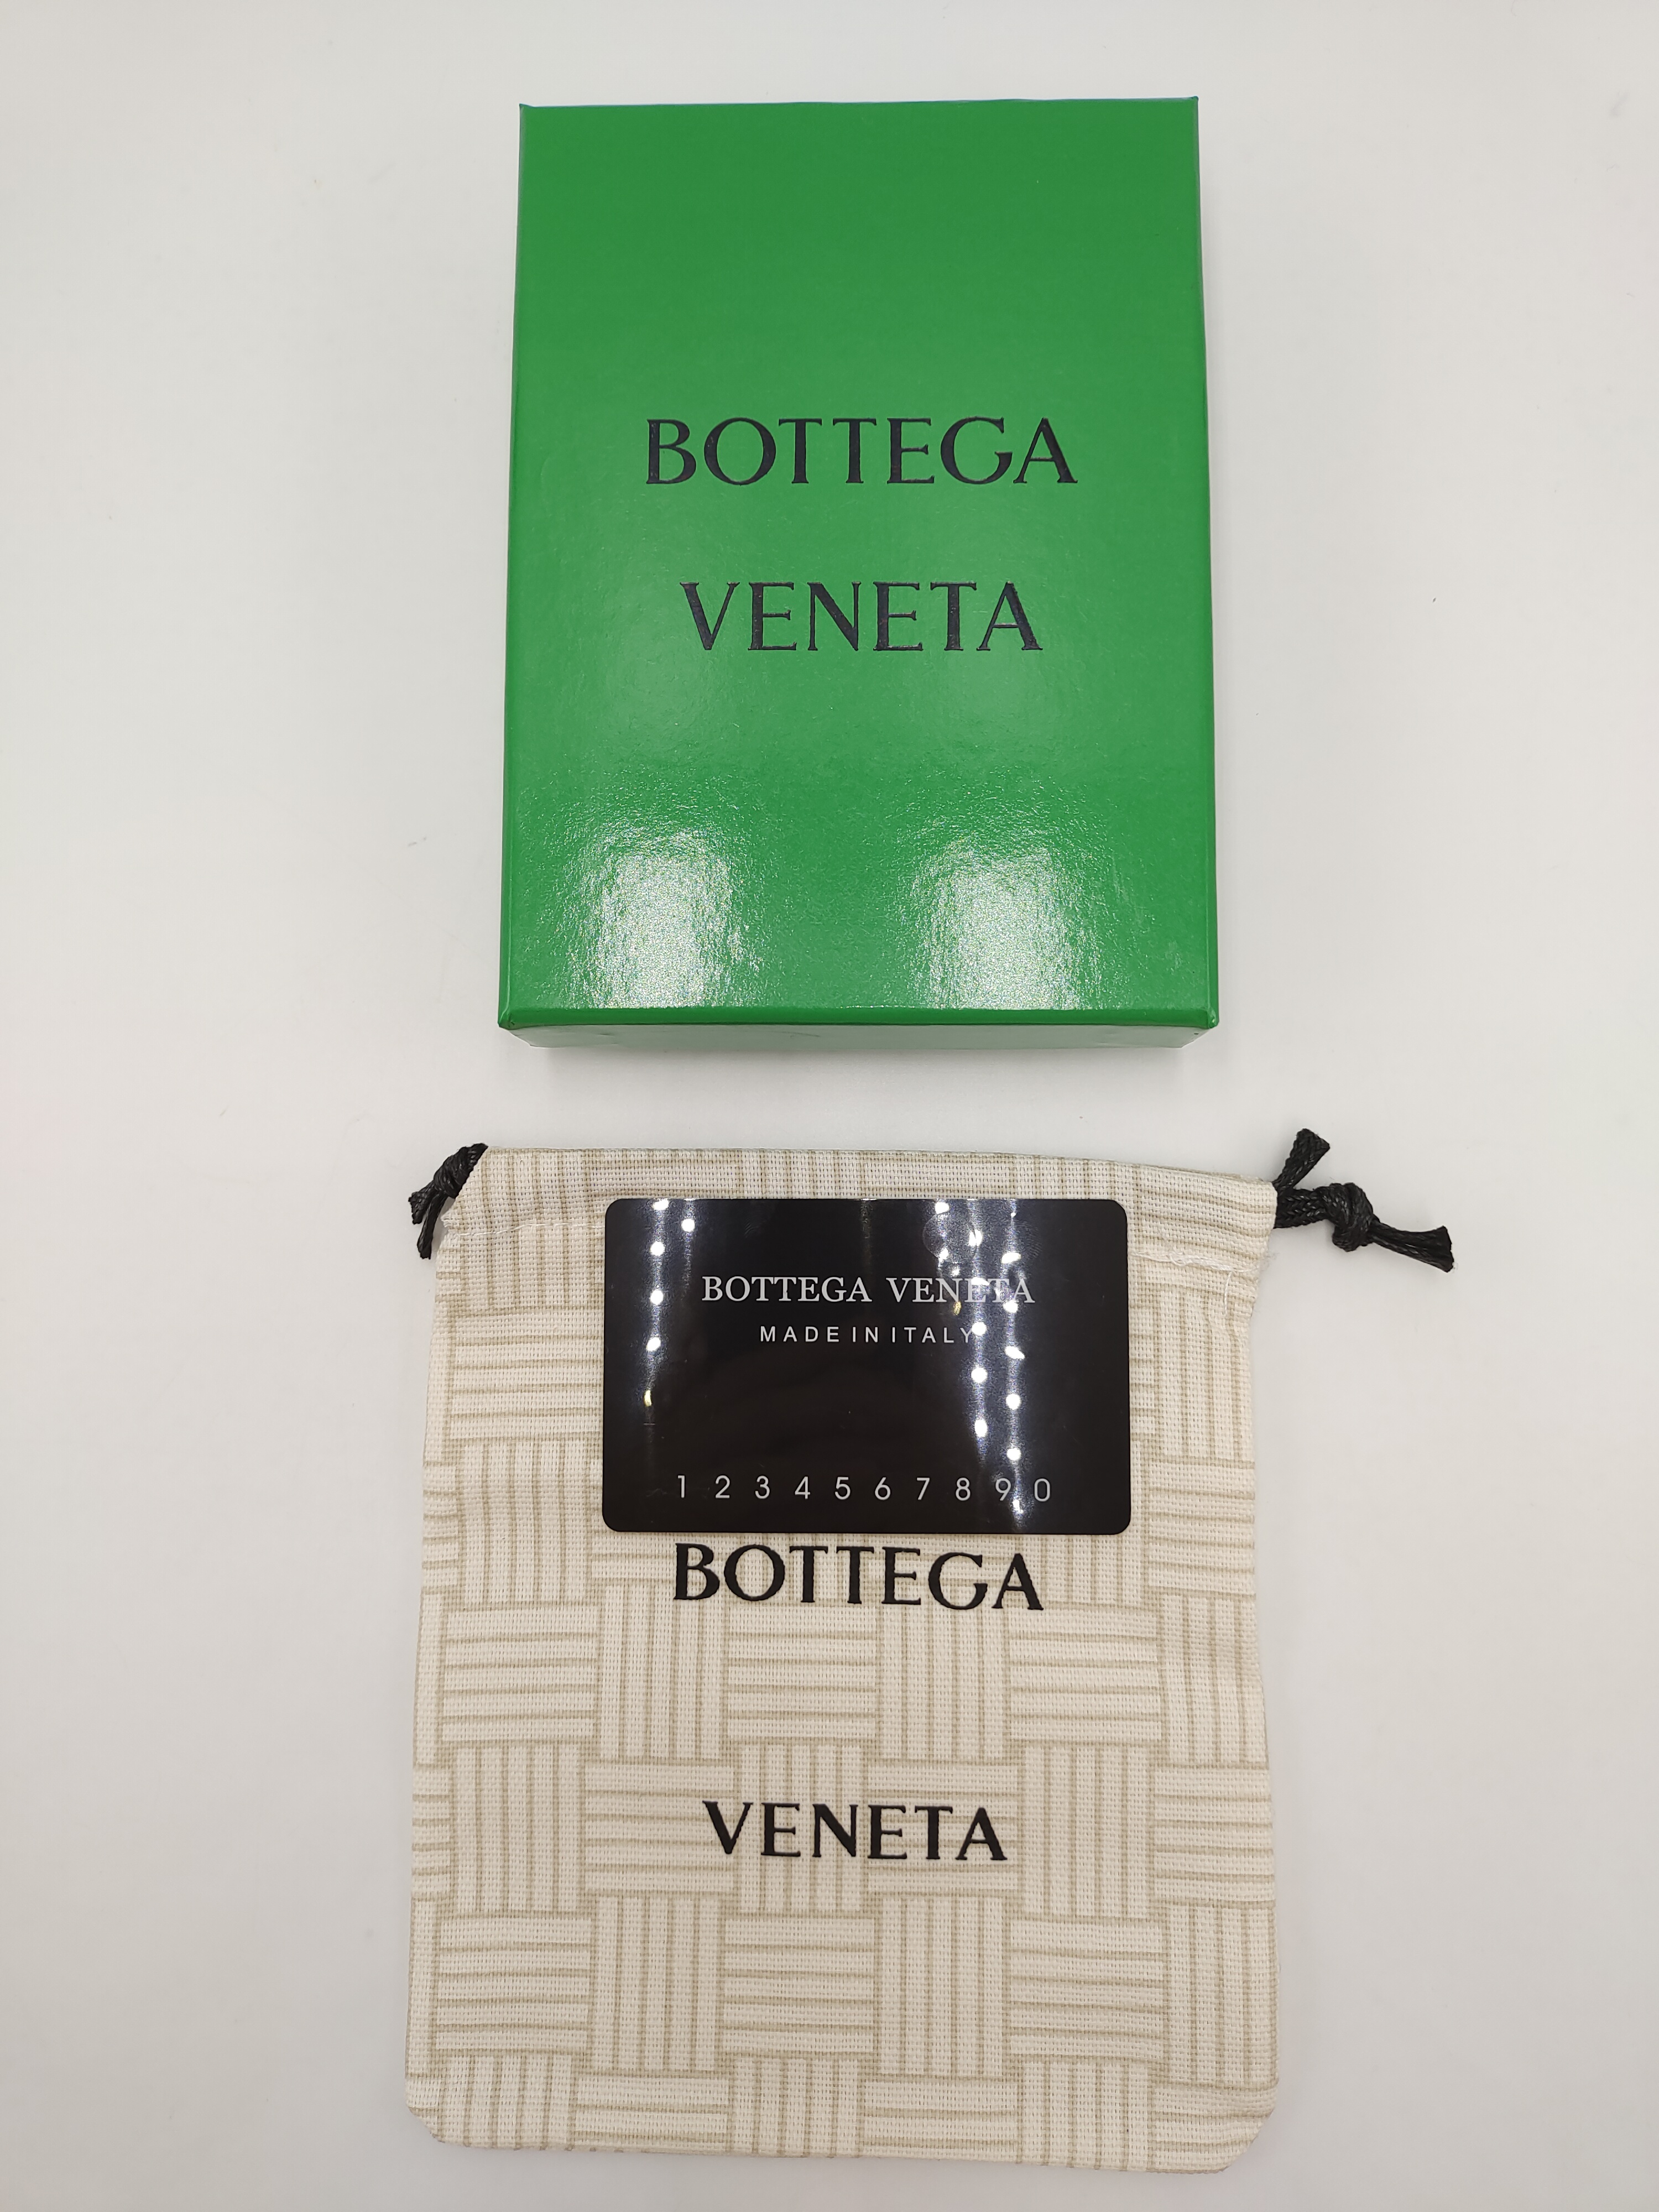 BOTTEGA
VENETA
BOTTEGA VENETA
MADE IN ITALY
1 2 3 4 5 6 7 8 9 0
BOTTEGA
VENETA